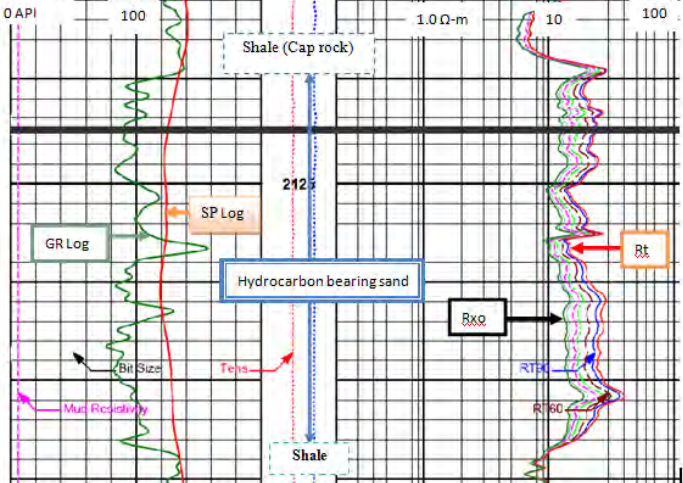 0 API
100
1.0 Ω-m
10
100
Shale (Cap rock)
2125
SP Log
GR Log
Rt
Hydrocarbon bearing sand
Rxo
Bit Size
Tens
RT90
Mud Resistivity
RT60
Shale